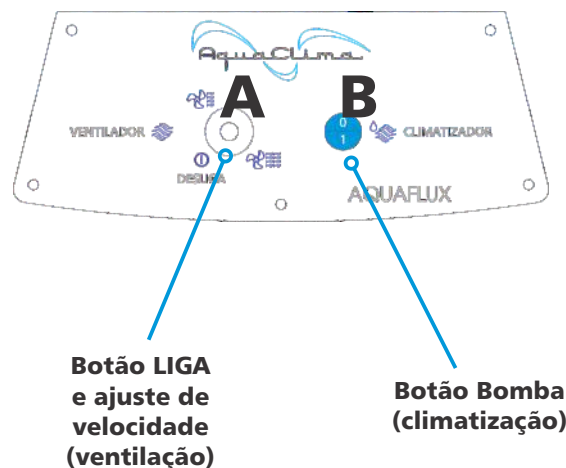 AquaClima
A B
VENTILADOR
0
1
CLIMATIZADOR
DESLIGA
AQUAFLUX
Botão LIGA
e ajuste de
velocidade
(ventilação)
Botão Bomba
(climatização)